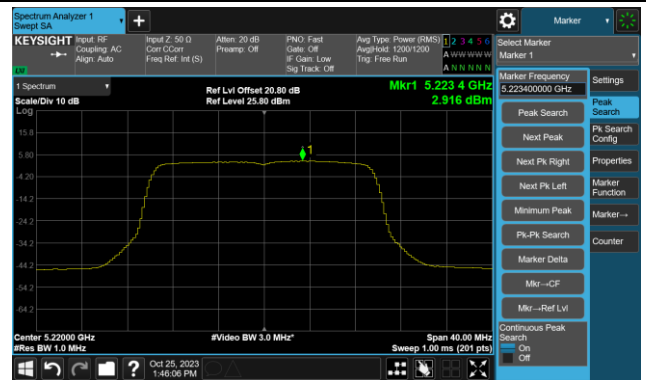 Spectrum Analyzer 1
Swept SA
+
Marker
KEYSIGHT
Input: RF
Coupling: AC
Align: Auto
Input Z: 50 Ω
Corr CCorr
Freq Ref: Int (S)
Atten: 20 dB
Preamp: Off
PNO: Fast
Gate: Off
IF Gain: Low
Sig Track: Off
Avg Type: Power (RMS)
Avg|Hold: 1200/1200
Trig: Free Run
1 2 3 4 5 6
A W W W W W
A N N N N N
Select Marker
Marker 1
1 Spectrum
Scale/Div 10 dB
Log
Ref Lvl Offset 20.80 dB
Ref Level 25.80 dBm
Mkr1 5.223 4 GHz
2.916 dBm
15.8
5.80
-4.20
-14.2
-24.2
-34.2
-44.2
-54.2
-64.2
1
Center 5.22000 GHz
#Res BW 1.0 MHz
#Video BW 3.0 MHz*
Span 40.00 MHz
Sweep 1.00 ms (201 pts)
Marker Frequency
5.223400000 GHz
Peak Search
Next Peak
Next Pk Right
Next Pk Left
Minimum Peak
Pk-Pk Search
Marker Delta
Mkr→CF
Mkr→Ref Lvl
Continuous Peak
Search
On
Off
Settings
Peak
Search
Pk Search
Config
Properties
Marker
Function
Marker→
Counter
?
Oct 25, 2023
1:46:06 PM